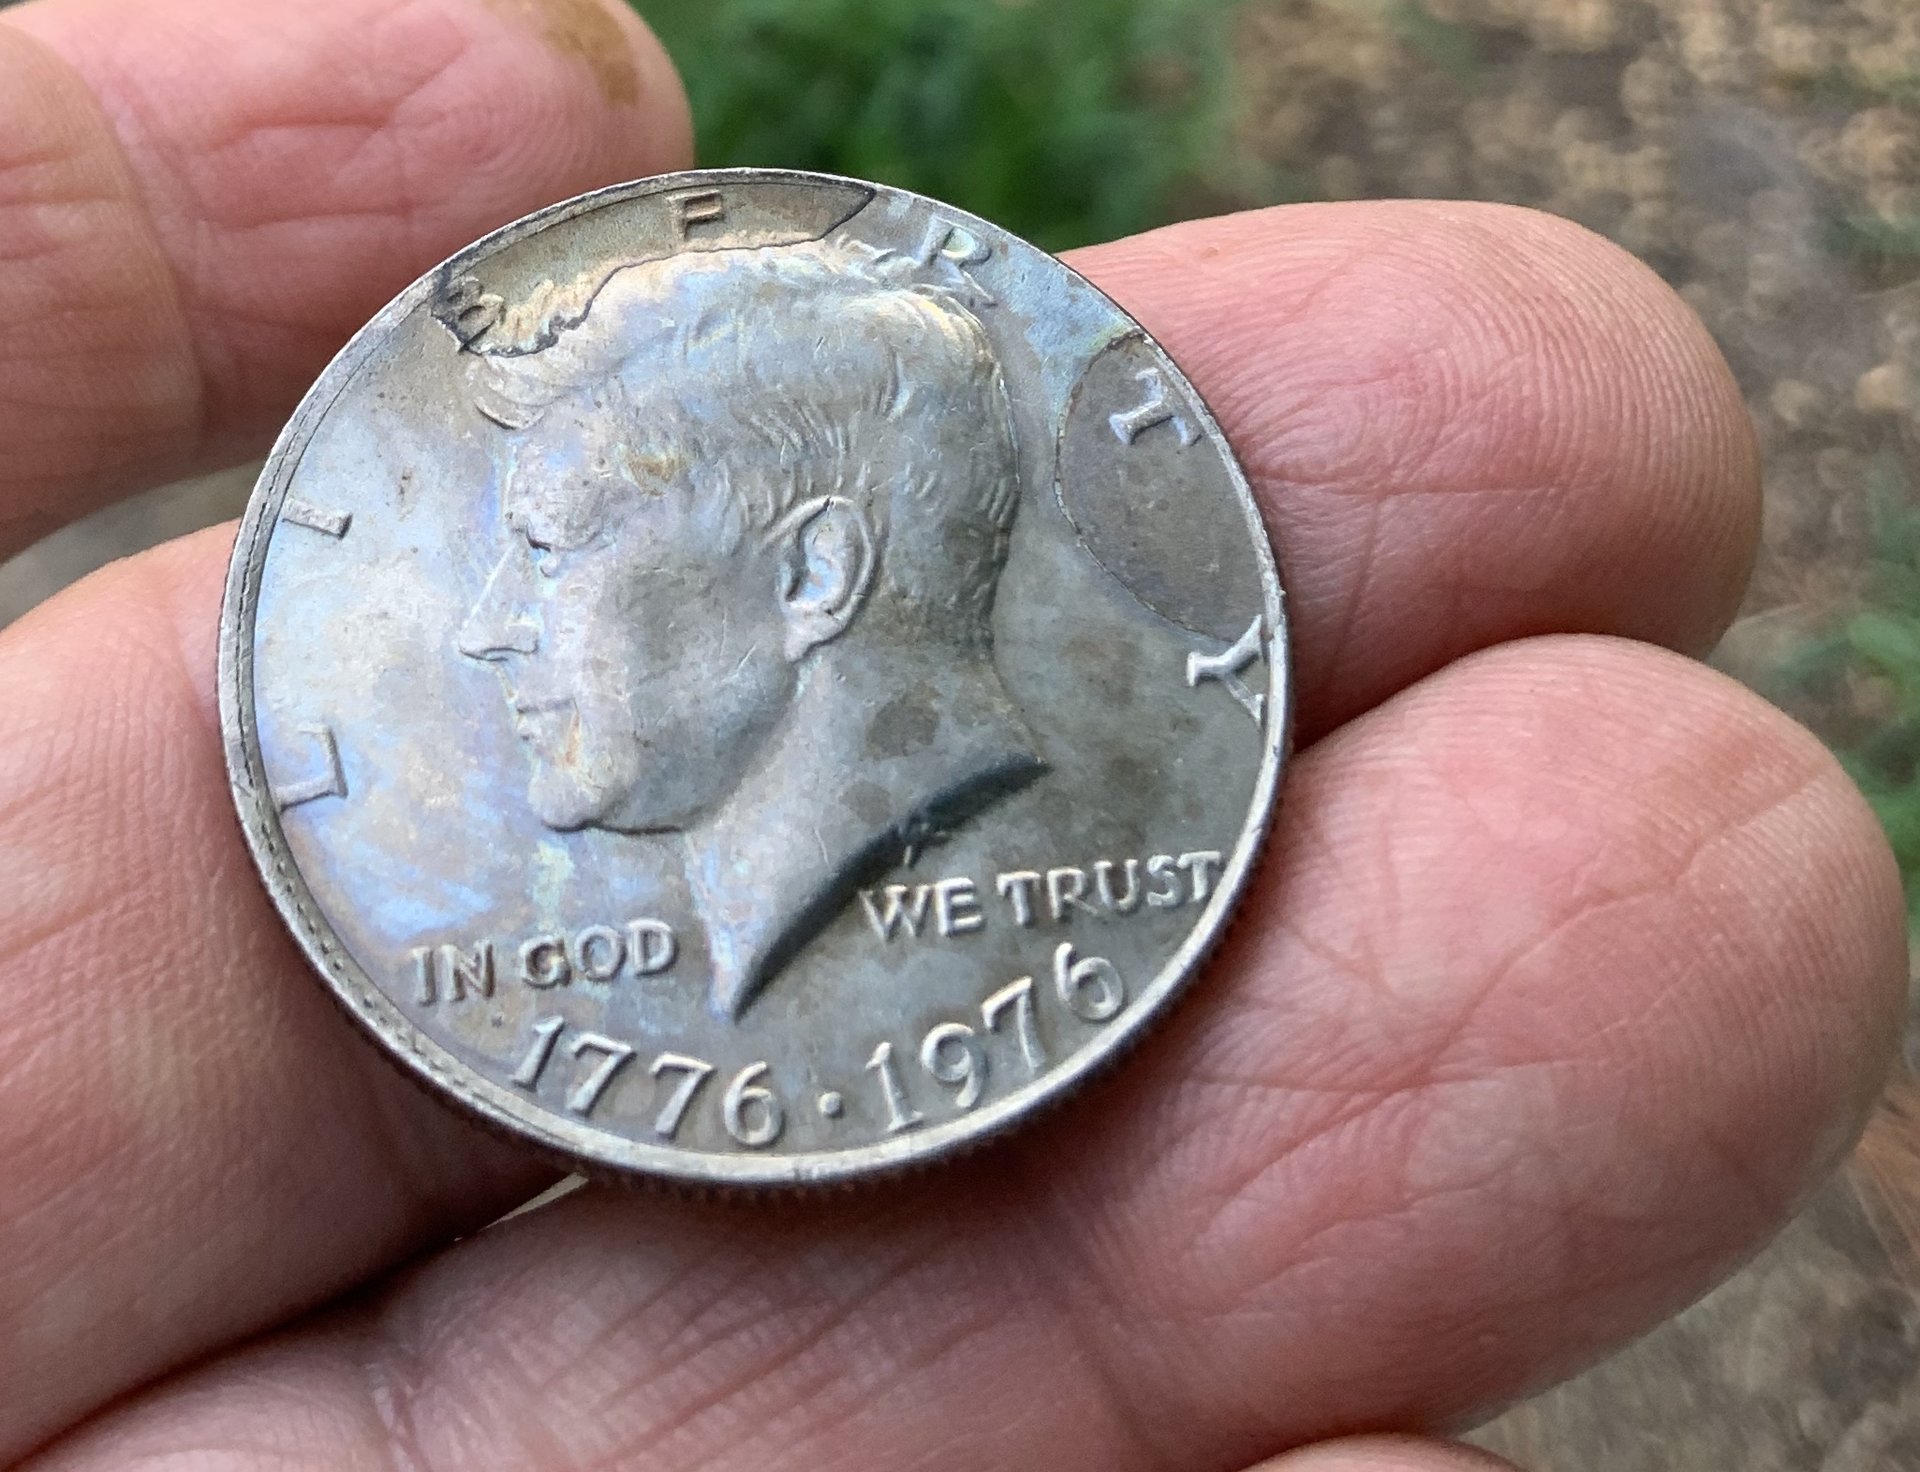 LIBERTY
IN GOD WE TRUST
1776 · 1976